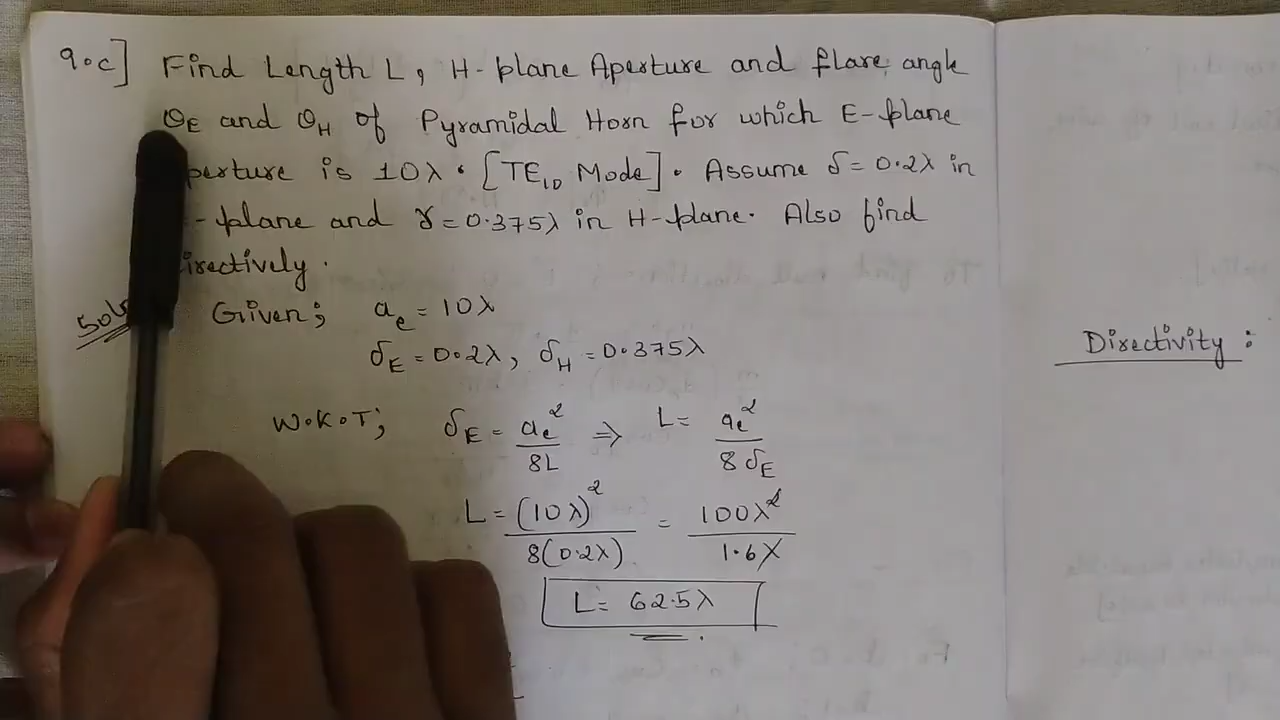 9.c] Find Length L, H-plane Aperture and flare angle
θE and θH of Pyramidal Horn for which E-plane
perture is 10λ. [TE10 Mode]. Assume δ = 0.2λ in
-plane and γ = 0.375λ in H-plane. Also find
irectively.
Soln Given; ae = 10λ
δE = 0.2λ, δH = 0.375λ
W.K.T; δE = ae²/8L ⇒ L = ae²/8δE
L = (10λ)²/8(0.2λ) = 100λ²/1.6λ
L = 62.5λ
Directivity :